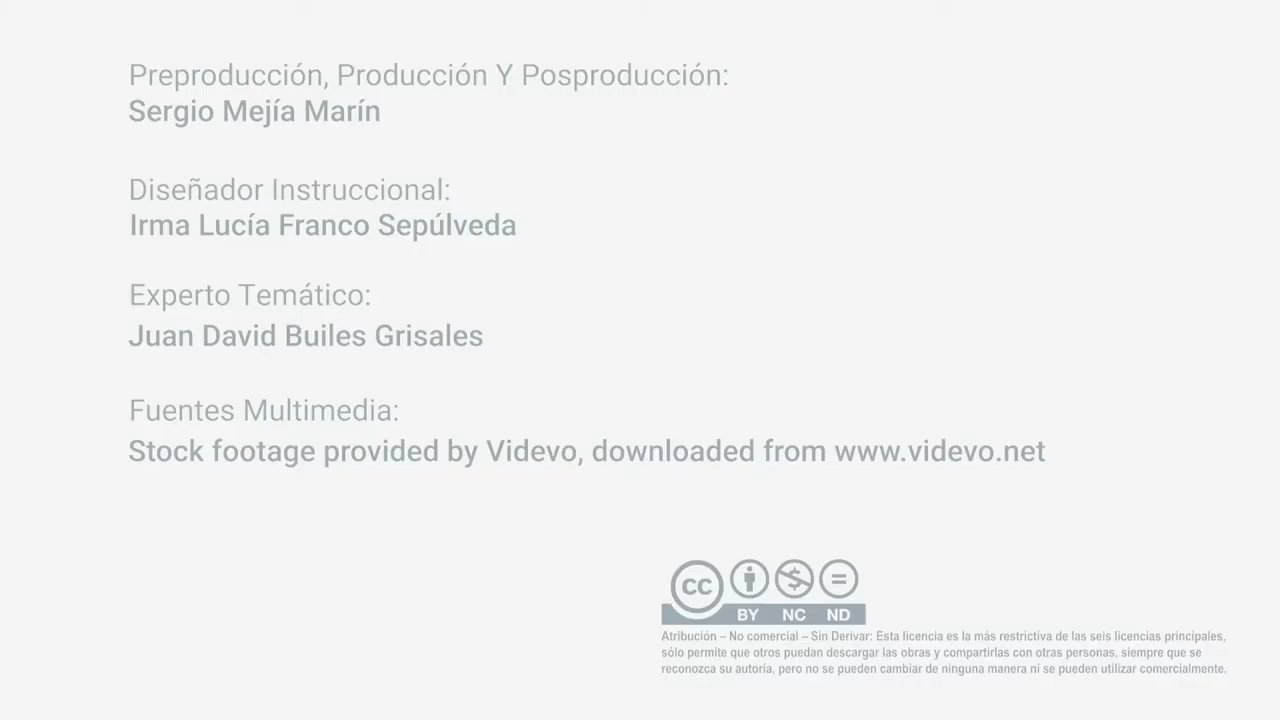 Preproducción, Producción Y Posproducción:
Sergio Mejía Marín
Diseñador Instruccional:
Irma Lucía Franco Sepúlveda
Experto Temático:
Juan David Builes Grisales
Fuentes Multimedia:
Stock footage provided by Videvo, downloaded from www.videvo.net
cc
BY NC ND
Atribución – No comercial – Sin Derivar: Esta licencia es la más restrictiva de las seis licencias principales,
sólo permite que otros puedan descargar las obras y compartirlas con otras personas, siempre que se
reconozca su autoría, pero no se pueden cambiar de ninguna manera ni se pueden utilizar comercialmente.